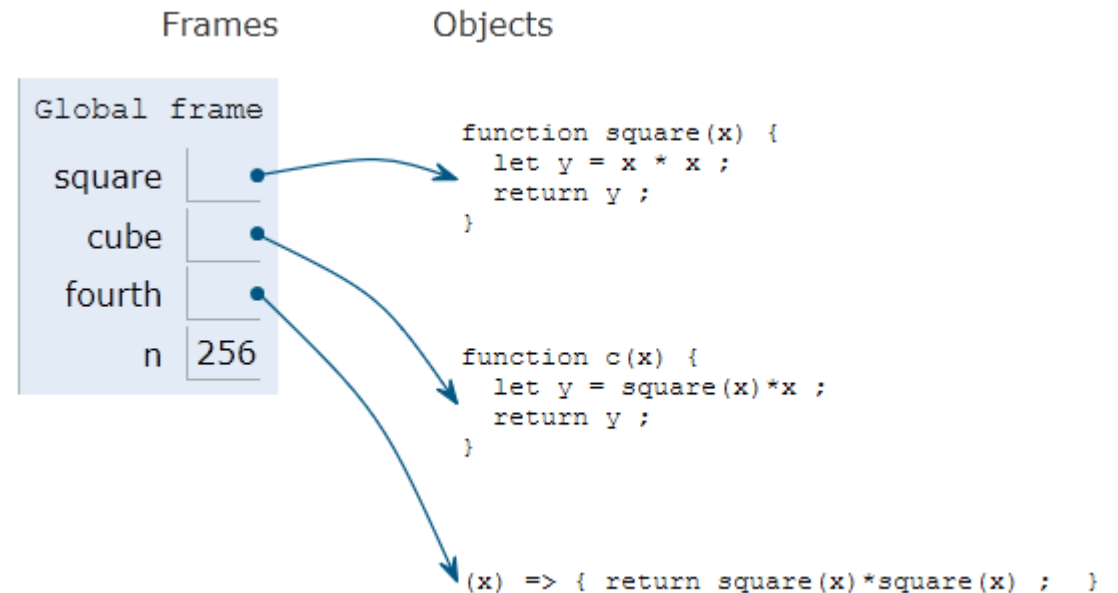 Frames Objects
Global frame
square
cube
fourth
n 256
function square(x) {
  let y = x * x ;
  return y ;
}
function c(x) {
  let y = square(x)*x ;
  return y ;
}
(x) => { return square(x)*square(x) ;  }